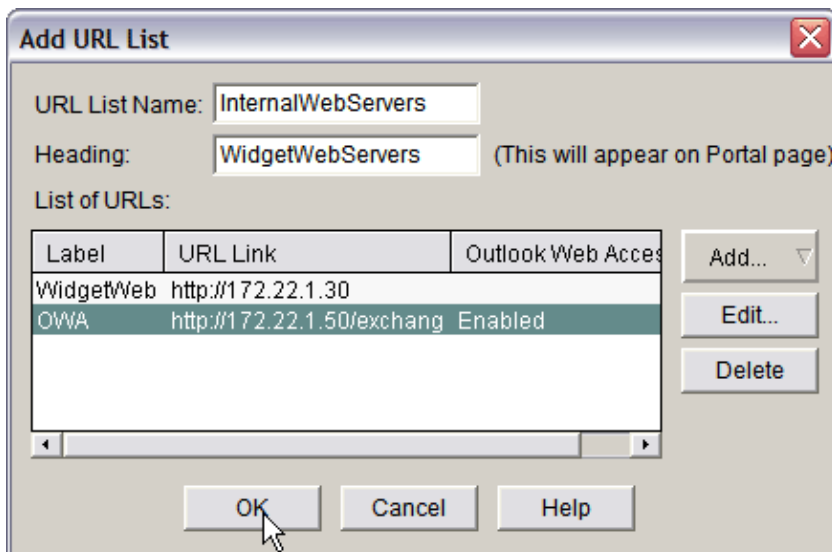 Add URL List
URL List Name: InternalWebServers
Heading: WidgetWebServers (This will appear on Portal page)
List of URLs:
Label URL Link Outlook Web Acces
Add...
WidgetWeb http://172.22.1.30
OWA http://172.22.1.50/exchang Enabled
Edit...
Delete
OK Cancel Help